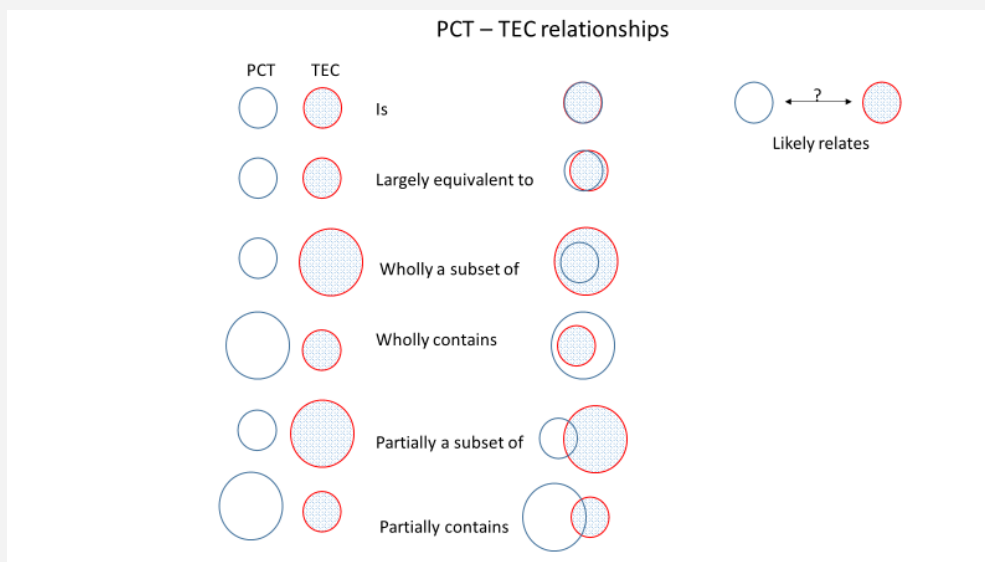 PCT – TEC relationships
PCT TEC
Is
?
Likely relates
Largely equivalent to
Wholly a subset of
Wholly contains
Partially a subset of
Partially contains